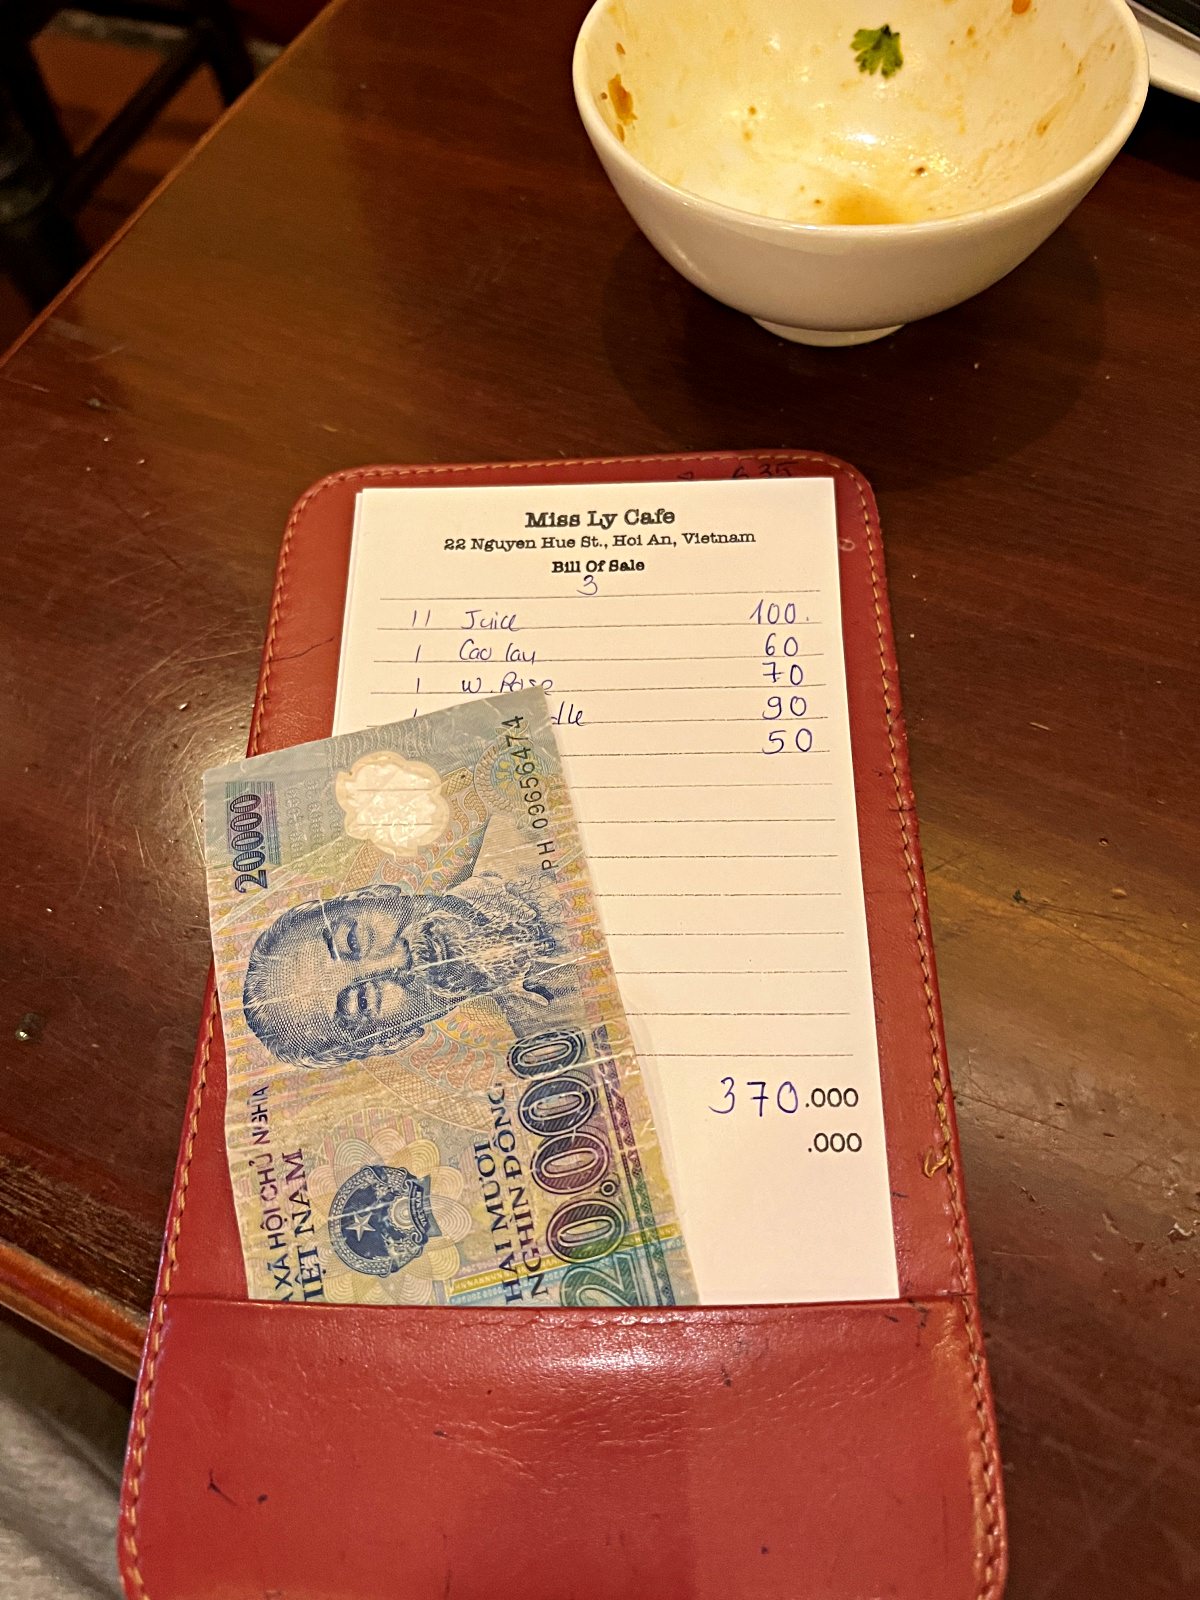 635
Miss Ly Cafe
22 Nguyen Hue St., Hoi An, Vietnam
Bill Of Sale
3
11 Juice 100.
1 Cao lau 60
1 W. Rose 70
90
50
370.000
.000
20.000
PH 09656474
XÃ HỘI CHỦ NGHĨA
VIỆT NAM
HAI MƯƠI
NGHÌN ĐỒNG
20.000